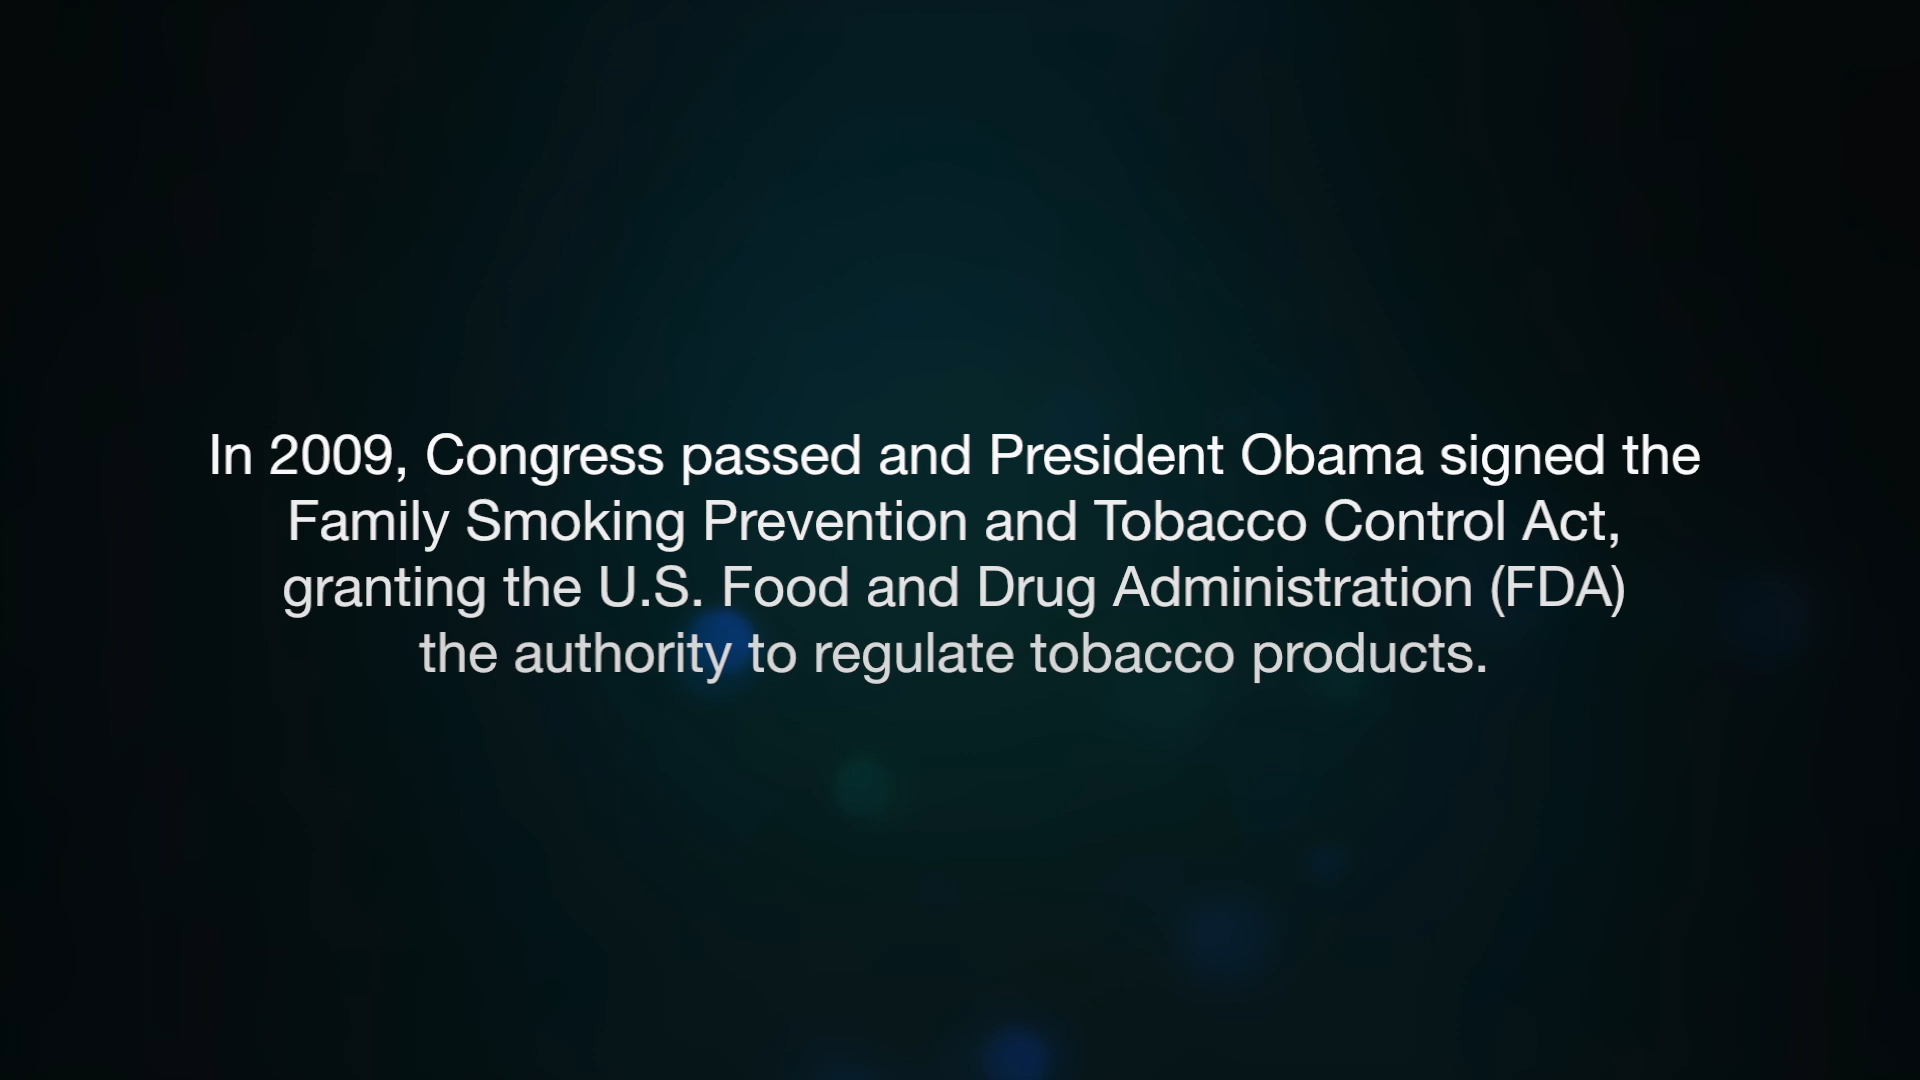 In 2009, Congress passed and President Obama signed the
Family Smoking Prevention and Tobacco Control Act,
granting the U.S. Food and Drug Administration (FDA)
the authority to regulate tobacco products.